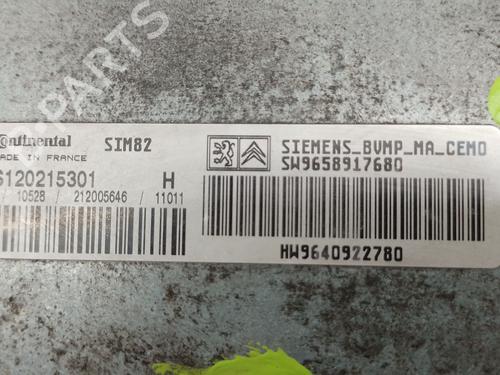 PARTS
Continental SIM82
MADE IN FRANCE
S120215301 H
/ 10528 / 212005646 / 11011
SIEMENS_BVMP_MA_CEMO
SW9658917680
HW9640922780